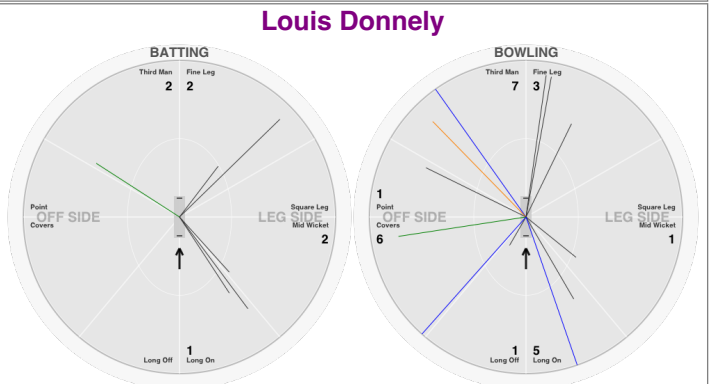 Louis Donnely
BATTING
Third Man Fine Leg
2 2
Point
OFF SIDE
Covers
Square Leg
LEG SIDE
Mid Wicket
2
1
Long Off Long On
BOWLING
Third Man Fine Leg
7 3
1
Point
OFF SIDE
Covers
6
Square Leg
LEG SIDE
Mid Wicket
1
1 5
Long Off Long On